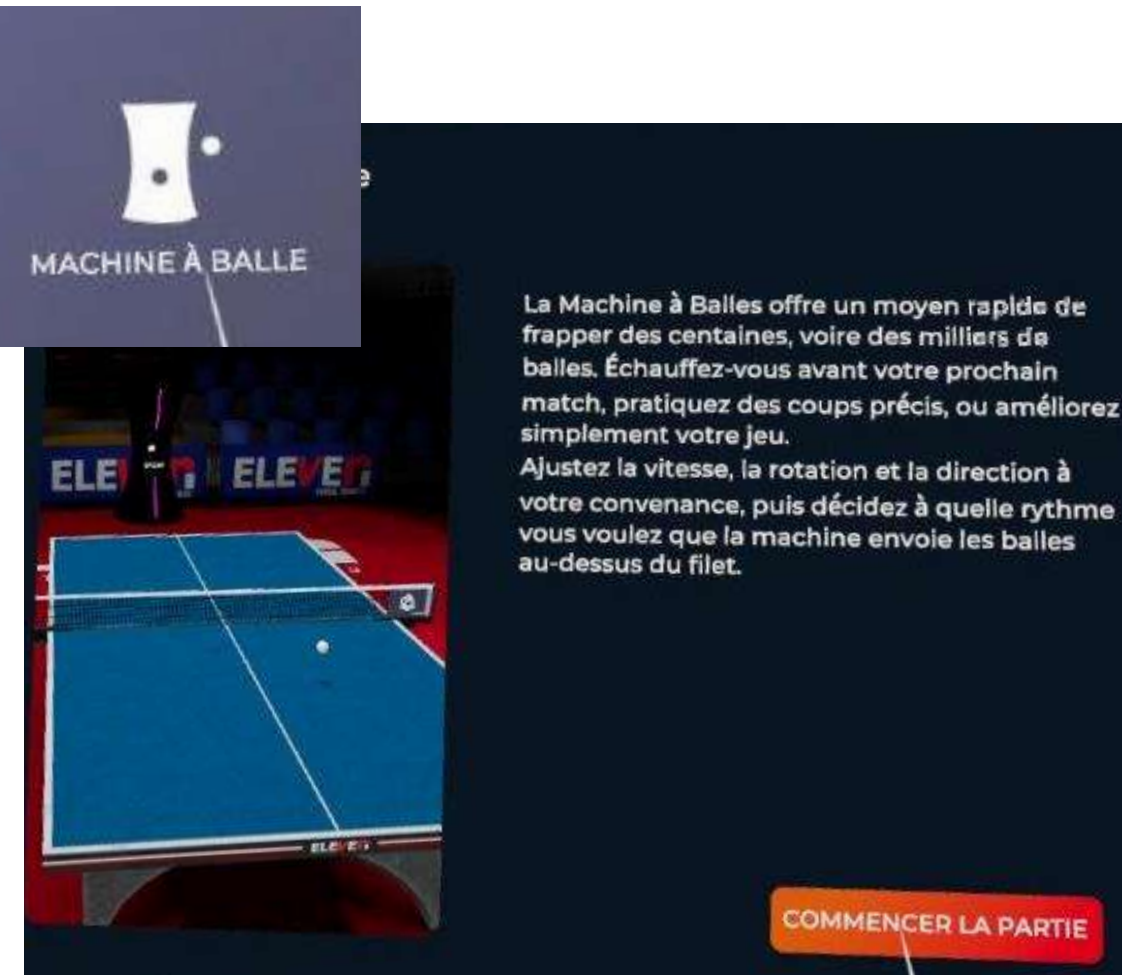 MACHINE À BALLE
e
La Machine à Balles offre un moyen rapide de
frapper des centaines, voire des milliers de
balles. Échauffez-vous avant votre prochain
match, pratiquez des coups précis, ou améliorez
simplement votre jeu.
Ajustez la vitesse, la rotation et la direction à
votre convenance, puis décidez à quelle rythme
vous voulez que la machine envoie les balles
au-dessus du filet.
ELEVEN
ELEVEN
COMMENCER LA PARTIE